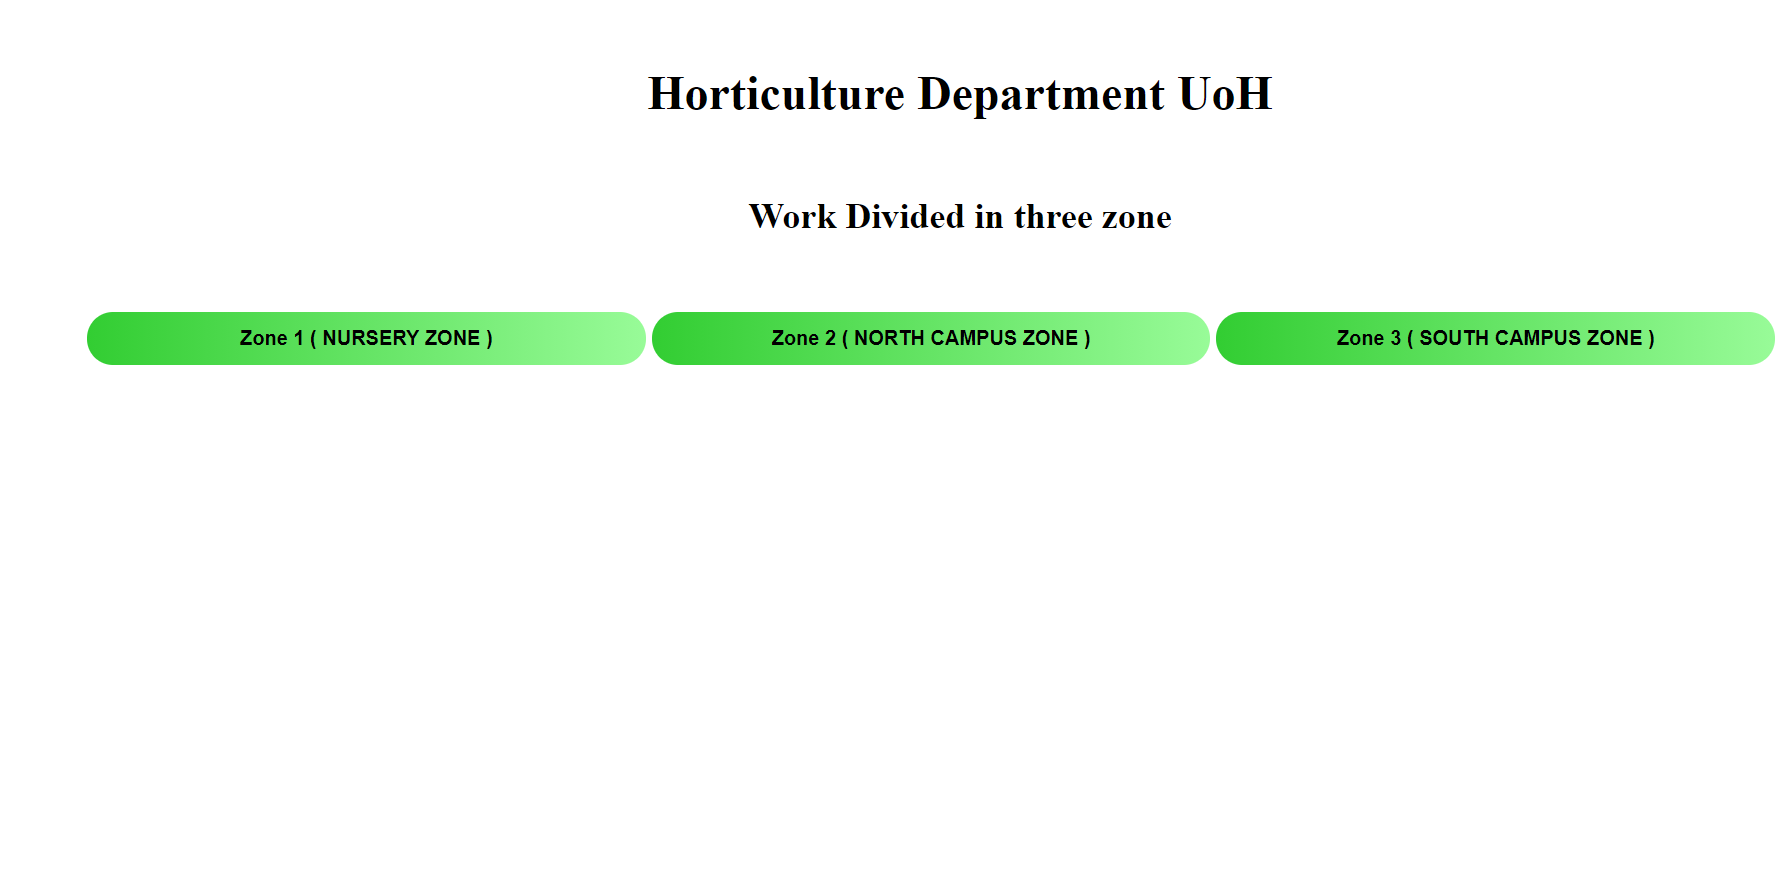 Horticulture Department UoH
Work Divided in three zone
Zone 1 ( NURSERY ZONE )
Zone 2 ( NORTH CAMPUS ZONE )
Zone 3 ( SOUTH CAMPUS ZONE )